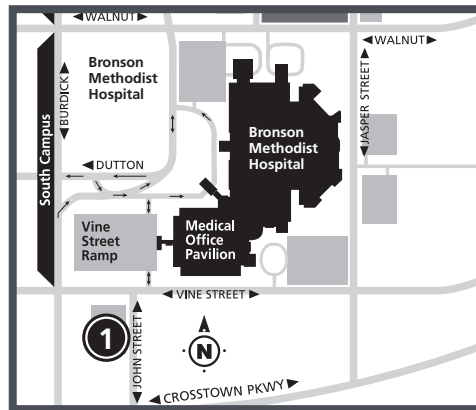 WALNUT
WALNUT
Bronson
Methodist
Hospital
BURDICK
JASPER STREET
South Campus
Bronson
Methodist
Hospital
DUTTON
Vine
Street
Ramp
Medical
Office
Pavilion
VINE STREET
1
JOHN STREET
N
CROSSTOWN PKWY